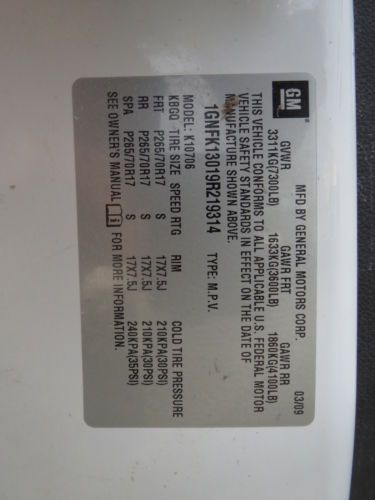 GM
MFD BY GENERAL MOTORS CORP. 03/09
GVWR GAWR FRT GAWR RR
3311KG(7300LB) 1633KG(3600LB) 1860KG(4100LB)
THIS VEHICLE CONFORMS TO ALL APPLICABLE U.S. FEDERAL MOTOR
VEHICLE SAFETY STANDARDS IN EFFECT ON THE DATE OF
MANUFACTURE SHOWN ABOVE.
1GNFK13019R219314 TYPE: M.P.V.
MODEL: K10706
KBGQ TIRE SIZE SPEED RTG RIM COLD TIRE PRESSURE
FRT P265/70R17 S 17X7.5J 210KPA(30PSI)
RR P265/70R17 S 17X7.5J 210KPA(30PSI)
SPA P265/70R17 S 17X7.5J 240KPA(35PSI)
SEE OWNER'S MANUAL FOR MORE INFORMATION.